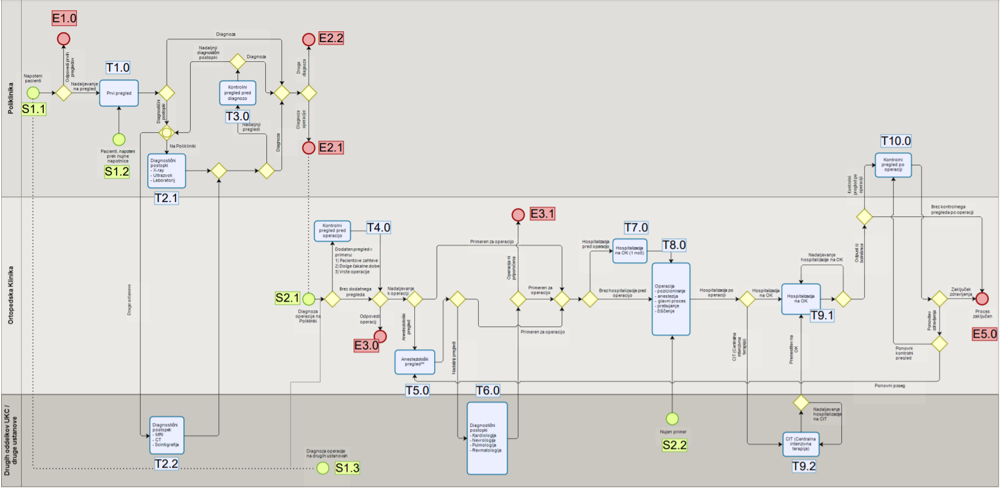 Poliklinika
E1.0
Napoteni
pacienti
S1.1
Odpovedi prvih
pregledov
Nadaljevanje
na pregled
T1.0
Prvi pregled
Pacienti, napoteni
prek nujne
napotnice
S1.2
Diagnoza
Diagnostični
postopki
Nadaljnji
diagnostični
postopki
Diagnoza
Kontrolni
pregled pred
diagnozo
T3.0
Nadaljnji
pregledi
Na Polikliniki
Diagnostični
postopki
- X-ray
- Ultrazvok
- Laboratorij
T2.1
Diagnoza
E2.2
Druga
diagnoza
Diagnoza
operacije
E2.1
T10.0
Kontrolni
pregled po
operaciji
Kontrolni
pregled po
operaciji
Ortopedska Klinika
Druge ustanove
Kontrolni
pregled pred
operacijo
T4.0
Dodaten pregled v
primeru:
1) Pacientove zahteve
2) Dolge čakalne dobe
3) Vrste operacije
S2.1
Diagnoza
operacije na
Polikliniki
Brez dodatnega
pregleda
Nadaljevanje
k operaciji
Odpovedi
operacij
E3.0
Anesteziološki
pregled
Anesteziološki
pregled**
T5.0
Primeren za operacijo
Nadaljnji pregledi
Primeren za operacijo
E3.1
Operacija ni
priporočena
Primeren za
operacijo
Hospitalizacija
pred operacijo
T7.0
Hospitalizacija
na OK (1 noč)
T8.0
Brez hospitalizacije pred
operacijo
Operacija
- pozicioniranje
- anestezija
- glavni proces
- prebujanje
- čiščenje
Hospitalizacija po
operaciji
Hospitalizacija
na OK
CIT (Centralna
intenzivna
terapija)
Nadaljevanje
hospitalizacije na OK
Hospitalizacija
na OK
T9.1
Premestitev na
OK
Odpust iz
bolnišnice
Brez kontrolnega
pregleda po operaciji
Zaključek
zdravljenja
Proces
zaključen
E5.0
Ponovitev
zdravljenja
Ponovni
kontrolni
pregled
Ponovni poseg
Drugih oddelkov UKC /
druge ustanove
Diagnostični
postopek
- MRI
- CT
- Scintigrafija
T2.2
Diagnoza operacije
na drugih ustanovah
S1.3
T6.0
Diagnostični
postopki
- Kardiologija
- Nevrologija
- Pulmologija
- Revmatologija
Nujen primer
S2.2
Nadaljevanje
hospitalizacije
na CIT
CIT (Centralna
intenzivna
terapija)
T9.2